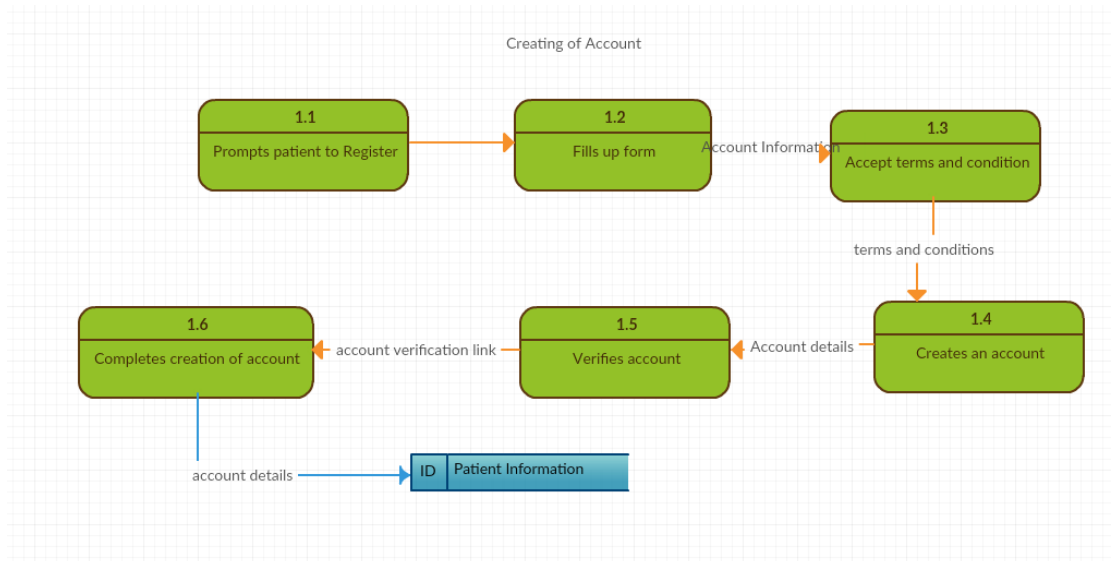 Creating of Account
1.1
Prompts patient to Register
1.2
Fills up form
Account Information
1.3
Accept terms and condition
terms and conditions
1.4
Creates an account
Account details
1.5
Verifies account
account verification link
1.6
Completes creation of account
account details
ID
Patient Information